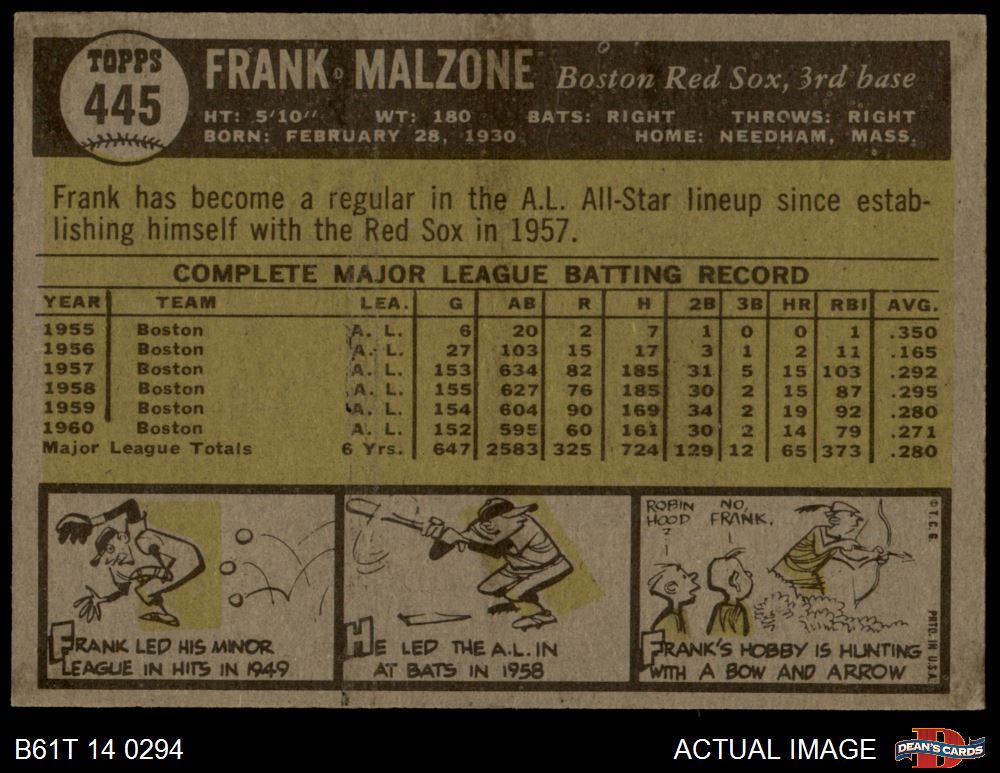 TOPPS
445
FRANK MALZONE Boston Red Sox, 3rd base
HT: 5'10" WT: 180 BATS: RIGHT THROWS: RIGHT
BORN: FEBRUARY 28, 1930 HOME: NEEDHAM, MASS.
Frank has become a regular in the A.L. All-Star lineup since estab-
lishing himself with the Red Sox in 1957.
COMPLETE MAJOR LEAGUE BATTING RECORD
YEAR TEAM LEA. G AB R H 2B 3B HR RBI AVG.
1955 Boston A. L. 6 20 2 7 1 0 0 1 .350
1956 Boston A. L. 27 103 15 17 3 1 2 11 .165
1957 Boston A. L. 153 634 82 185 31 5 15 103 .292
1958 Boston A. L. 155 627 76 185 30 2 15 87 .295
1959 Boston A. L. 154 604 90 169 34 2 19 92 .280
1960 Boston A. L. 152 595 60 161 30 2 14 79 .271
Major League Totals 6 Yrs. 647 2583 325 724 129 12 65 373 .280
FRANK LED HIS MINOR
LEAGUE IN HITS IN 1949
HE LED THE A.L. IN
AT BATS IN 1958
ROBIN
HOOD
?
NO,
FRANK.
FRANK'S HOBBY IS HUNTING
WITH A BOW AND ARROW
© T.C.G.
PRTD. IN U.S.A.
B61T 14 0294
ACTUAL IMAGE
D
DEAN'S CARDS